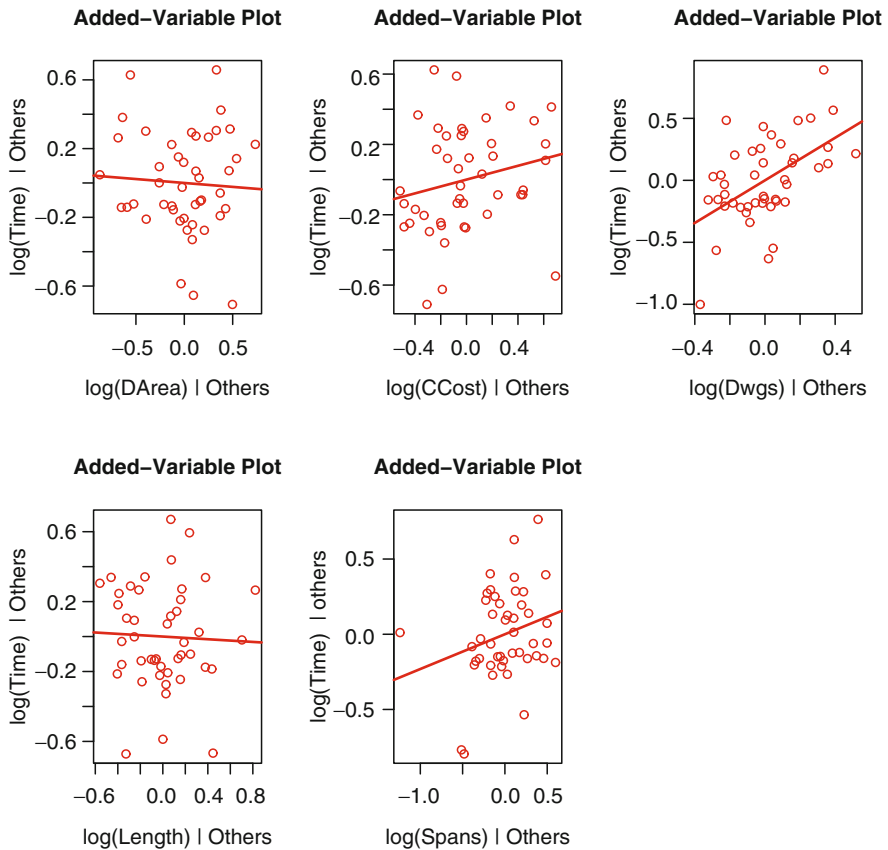 Added−Variable Plot
log(Time) | Others
0.6
0.2
−0.2
−0.6
−0.5 0.0 0.5
log(DArea) | Others
Added−Variable Plot
log(Time) | Others
0.6
0.2
−0.2
−0.6
−0.4 0.0 0.4
log(CCost) | Others
Added−Variable Plot
log(Time) | Others
0.5
0.0
−0.5
−1.0
−0.4 0.0 0.4
log(Dwgs) | Others
Added−Variable Plot
log(Time) | Others
0.6
0.2
−0.2
−0.6
−0.6 0.0 0.4 0.8
log(Length) | Others
Added−Variable Plot
log(Time) | others
0.5
0.0
−0.5
−1.0 0.0 0.5
log(Spans) | Others